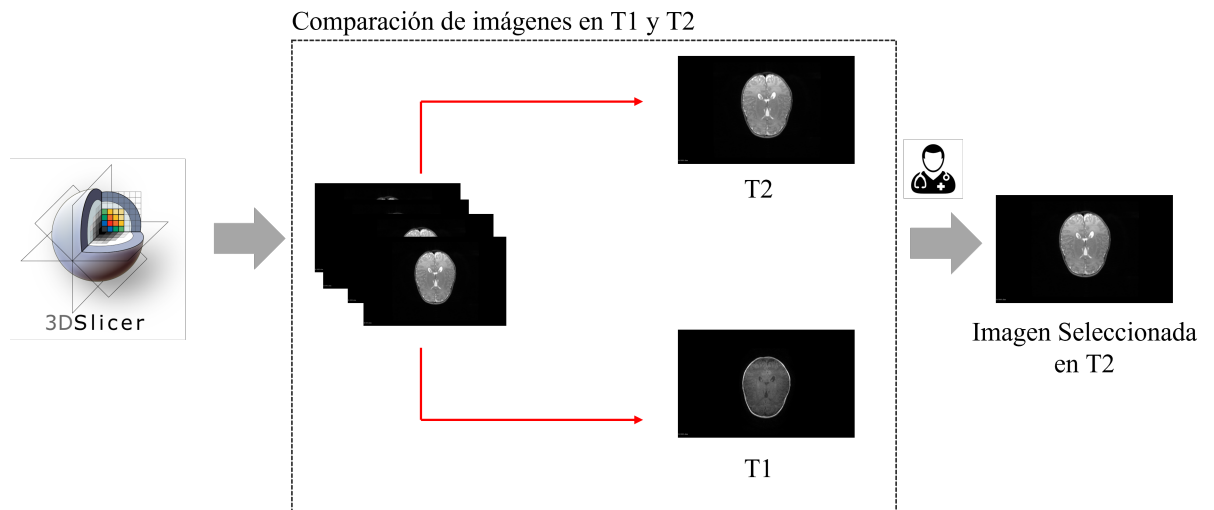 Comparación de imágenes en T1 y T2
T2
3DSlicer
Imagen Seleccionada
en T2
T1